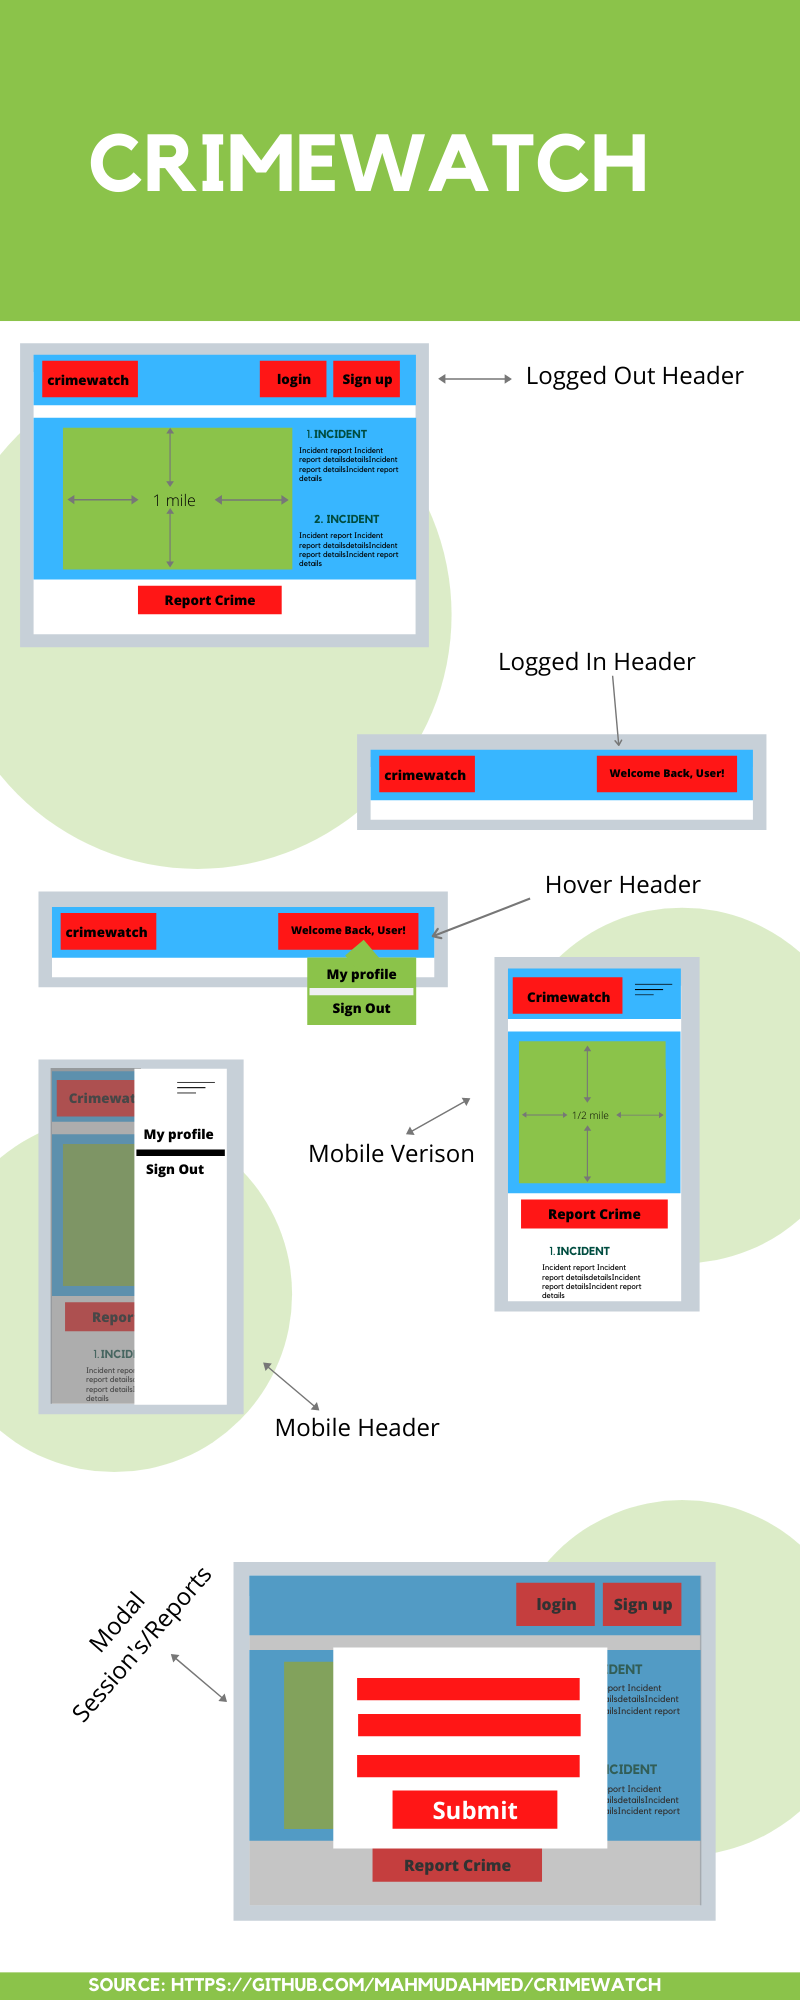 CRIMEWATCH
crimewatch
login
Sign up
Logged Out Header
1. INCIDENT
Incident report Incident
report detailsdetailsIncident
report detailsIncident report
details
1 mile
2. INCIDENT
Incident report Incident
report detailsdetailsIncident
report detailsIncident report
details
Report Crime
Logged In Header
crimewatch
Welcome Back, User!
Hover Header
crimewatch
Welcome Back, User!
My profile
Sign Out
Crimewatch
1/2 mile
Report Crime
1. INCIDENT
Incident report Incident
report detailsdetailsIncident
report detailsIncident report
details
Mobile Verison
Crimewat
My profile
Sign Out
Repor
1. INCID
Incident repo
report details
report details
details
Mobile Header
Modal
Session's/Reports
login
Sign up
DENT
port Incident
ilsdetailsIncident
ilsIncident report
CIDENT
port Incident
ilsdetailsIncident
ilsIncident report
Submit
Report Crime
SOURCE: HTTPS://GITHUB.COM/MAHMUDAHMED/CRIMEWATCH